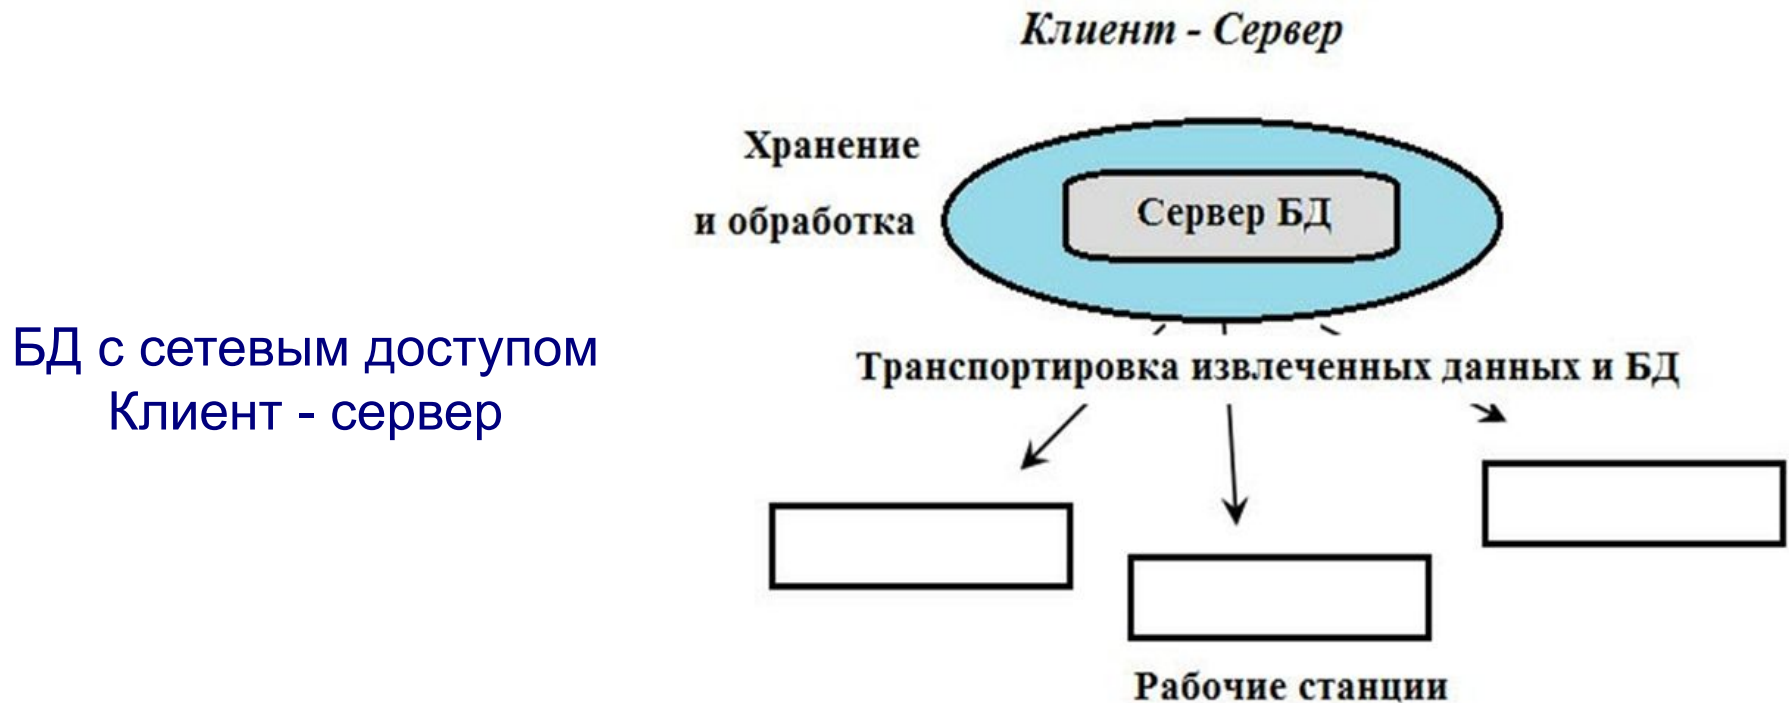 БД с сетевым доступом
Клиент - сервер
Клиент - Сервер
Хранение
и обработка
Сервер БД
Транспортировка извлеченных данных и БД
Рабочие станции